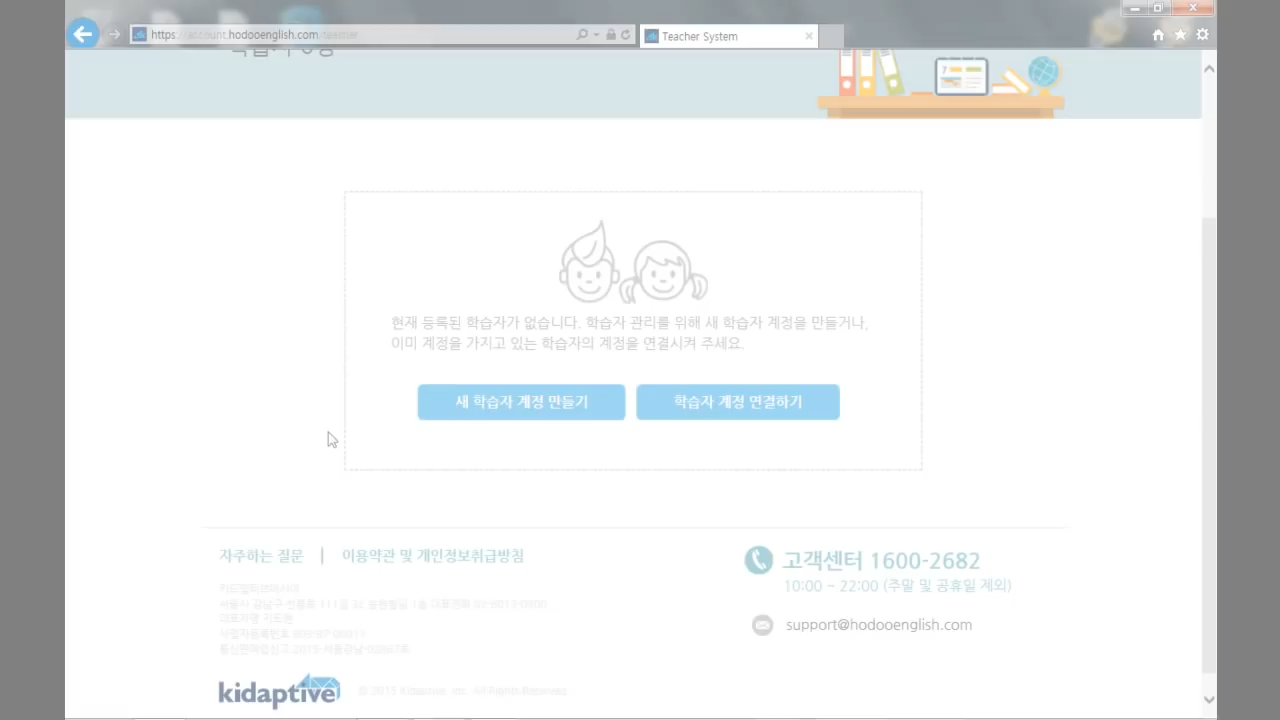 https://account.hodooenglish.com/teacher
Teacher System
현재 등록된 학습자가 없습니다. 학습자 관리를 위해 새 학습자 계정을 만들거나,
이미 계정을 가지고 있는 학습자의 계정을 연결시켜 주세요.
새 학습자 계정 만들기
학습자 계정 연결하기
자주하는 질문 | 이용약관 및 개인정보취급방침
고객센터 1600-2682
10:00 ~ 22:00 (주말 및 공휴일 제외)
support@hodooenglish.com
kidaptive
© 2015 Kidaptive, Inc. All Rights Reserved.